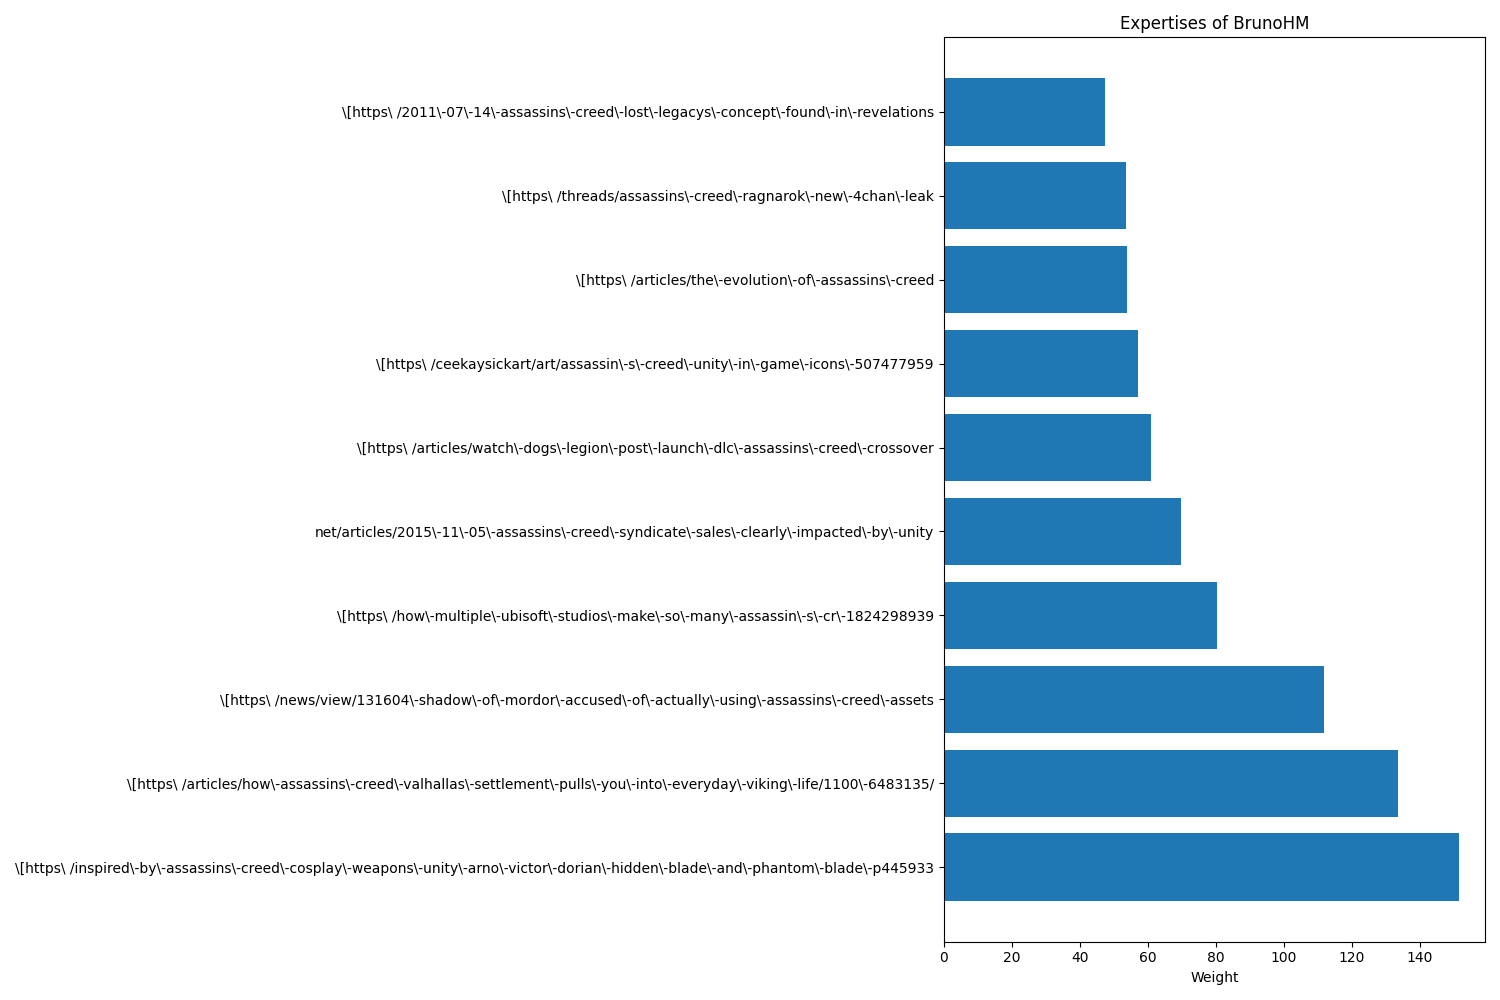 Expertises of BrunoHM
\[https\ /2011\-07\-14\-assassins\-creed\-lost\-legacys\-concept\-found\-in\-revelations
\[https\ /threads/assassins\-creed\-ragnarok\-new\-4chan\-leak
\[https\ /articles/the\-evolution\-of\-assassins\-creed
\[https\ /ceekaysickart/art/assassin\-s\-creed\-unity\-in\-game\-icons\-507477959
\[https\ /articles/watch\-dogs\-legion\-post\-launch\-dlc\-assassins\-creed\-crossover
net/articles/2015\-11\-05\-assassins\-creed\-syndicate\-sales\-clearly\-impacted\-by\-unity
\[https\ /how\-multiple\-ubisoft\-studios\-make\-so\-many\-assassin\-s\-cr\-1824298939
\[https\ /news/view/131604\-shadow\-of\-mordor\-accused\-of\-actually\-using\-assassins\-creed\-assets
\[https\ /articles/how\-assassins\-creed\-valhallas\-settlement\-pulls\-you\-into\-everyday\-viking\-life/1100\-6483135/
\[https\ /inspired\-by\-assassins\-creed\-cosplay\-weapons\-unity\-arno\-victor\-dorian\-hidden\-blade\-and\-phantom\-blade\-p445933
0 20 40 60 80 100 120 140
Weight